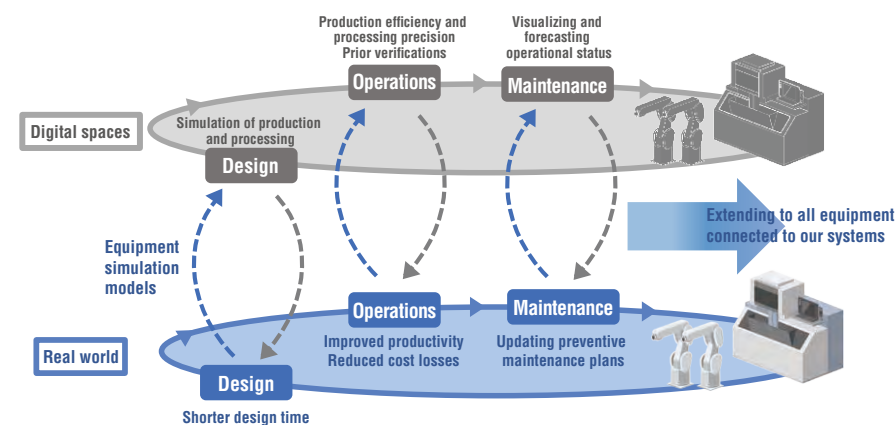 Production efficiency and
processing precision
Prior verifications
Visualizing and
forecasting
operational status
Operations
Maintenance
Digital spaces
Simulation of production
and processing
Design
Extending to all equipment
connected to our systems
Equipment
simulation
models
Operations
Maintenance
Real world
Improved productivity
Reduced cost losses
Updating preventive
maintenance plans
Design
Shorter design time